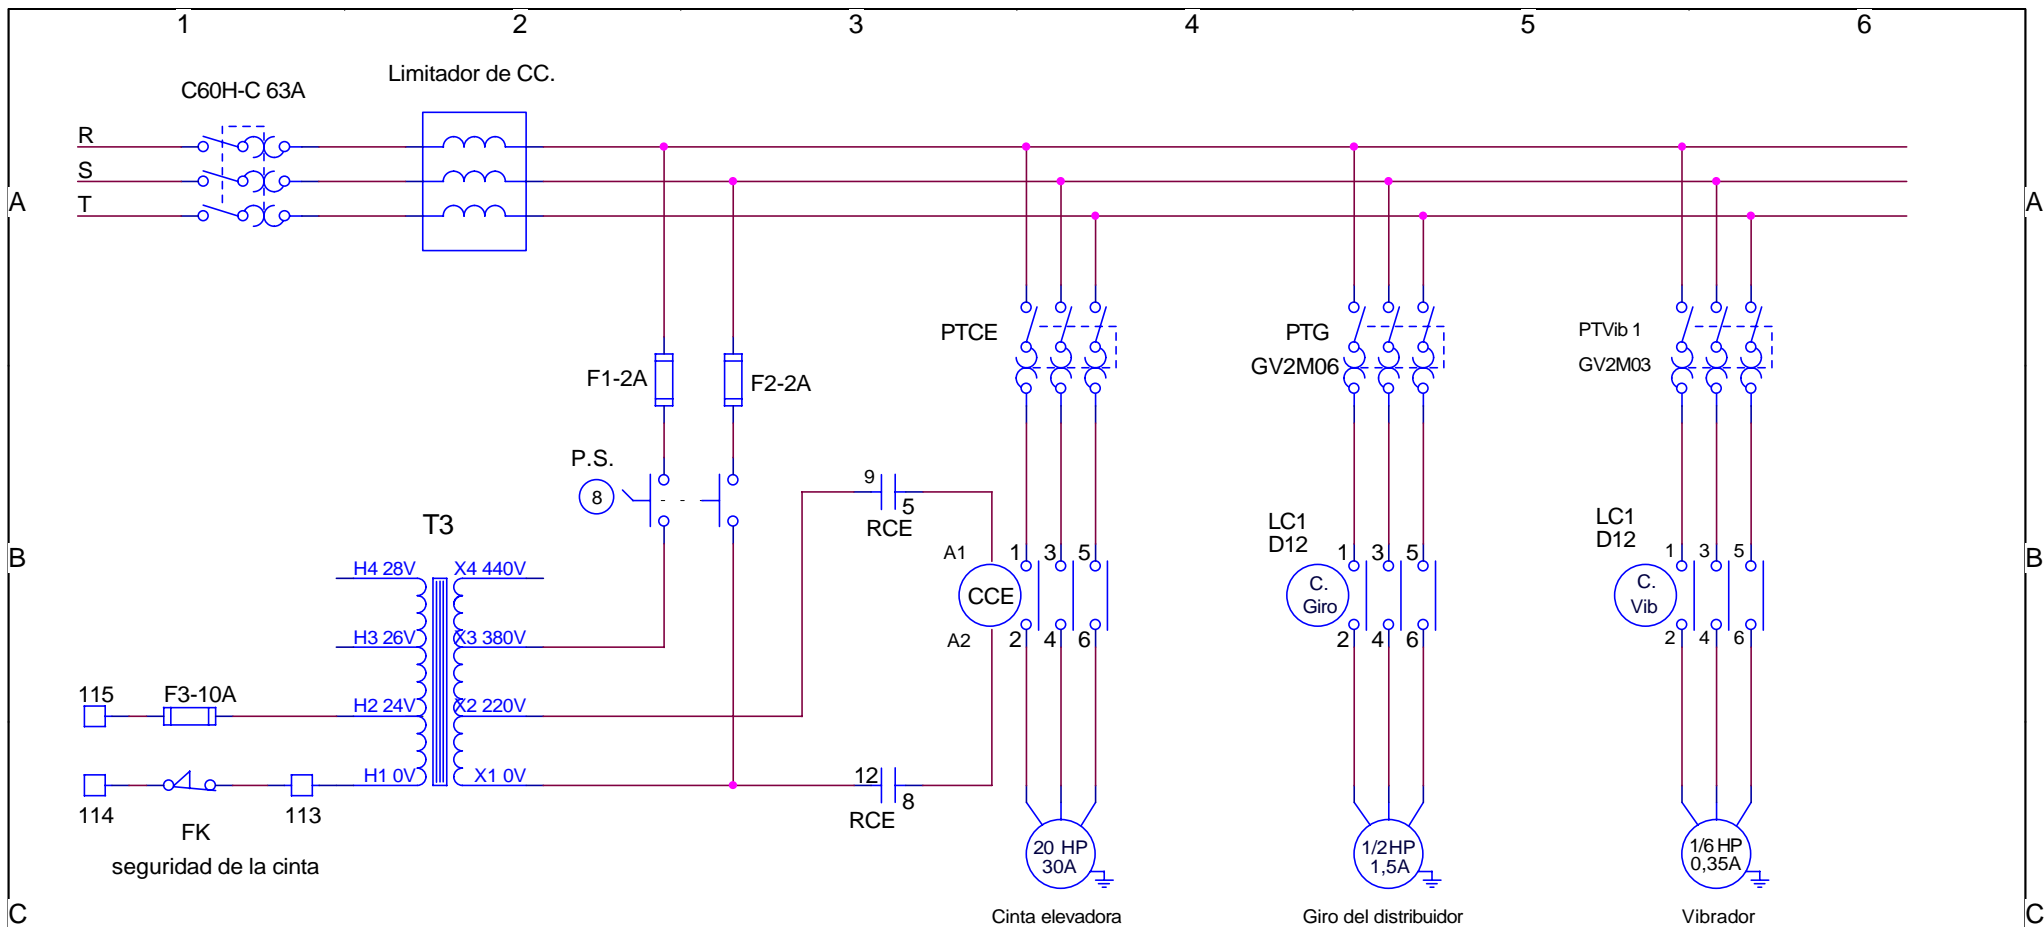 1 2 3 4 5 6
Limitador de CC.
C60H-C 63A
R
S
T
A A
PTCE
PTG
GV2M06
PTVib 1
GV2M03
F1-2A
F2-2A
P.S.
8
9
5
RCE
T3
B B
H4 28V X4 440V
H3 26V X3 380V
H2 24V X2 220V
H1 0V X1 0V
A1
CCE
A2
1 3 5
2 4 6
LC1
D12
C.
Giro
1 3 5
2 4 6
LC1
D12
C.
Vib
1 3 5
2 4 6
115
F3-10A
114
113
FK
seguridad de la cinta
12
8
RCE
20 HP
30A
1/2HP
1,5A
1/6 HP
0,35A
C C
Cinta elevadora
Giro del distribuidor
Vibrador